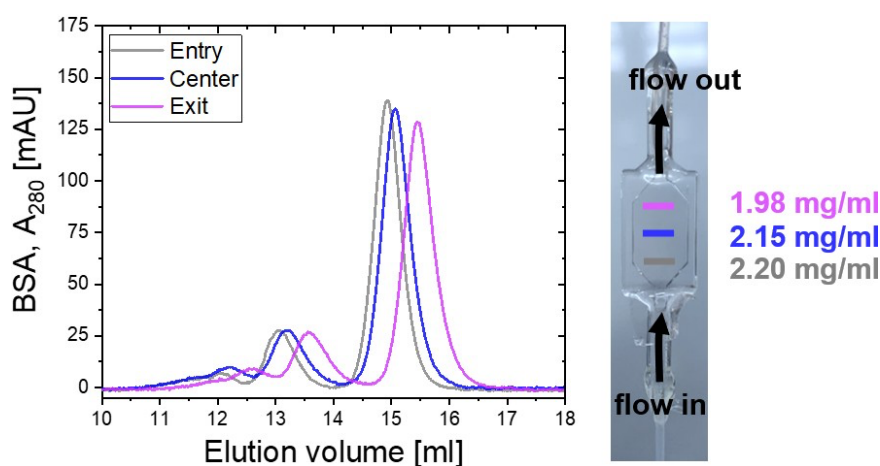 175
150
125
100
75
50
25
0
BSA, A280 [mAU]
Entry
Center
Exit
10 11 12 13 14 15 16 17 18
Elution volume [ml]
flow out
1.98 mg/ml
2.15 mg/ml
2.20 mg/ml
flow in